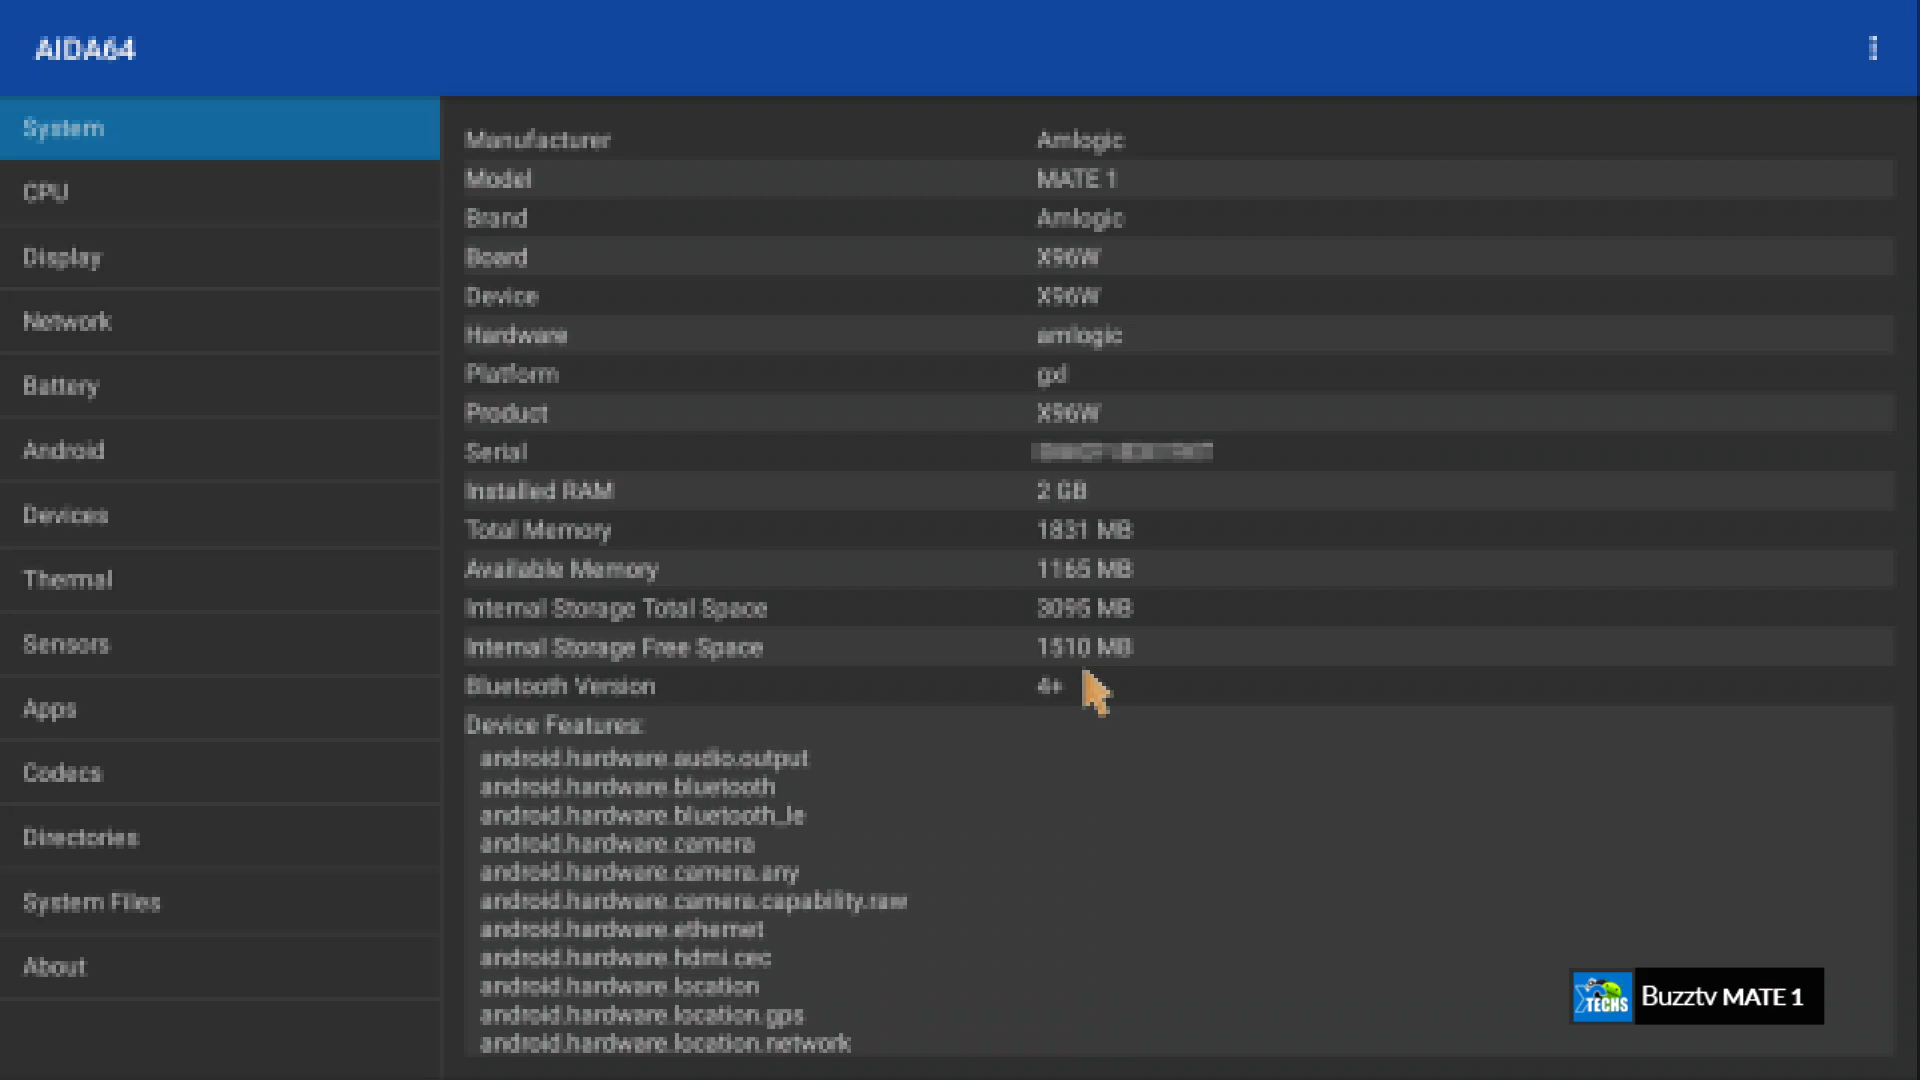 AIDA64
System
CPU
Display
Network
Battery
Android
Devices
Thermal
Sensors
Apps
Codecs
Directories
System Files
About
Manufacturer Amlogic
Model MATE 1
Brand Amlogic
Board X96W
Device X96W
Hardware amlogic
Platform gxl
Product X96W
Serial
Installed RAM 2 GB
Total Memory 1831 MB
Available Memory 1165 MB
Internal Storage Total Space 3095 MB
Internal Storage Free Space 1510 MB
Bluetooth Version 4+
Device Features:
android.hardware.audio.output
android.hardware.bluetooth
android.hardware.bluetooth_le
android.hardware.camera
android.hardware.camera.any
android.hardware.camera.capability.raw
android.hardware.ethernet
android.hardware.hdmi.cec
android.hardware.location
android.hardware.location.gps
android.hardware.location.network
XTECHS Buzztv MATE 1